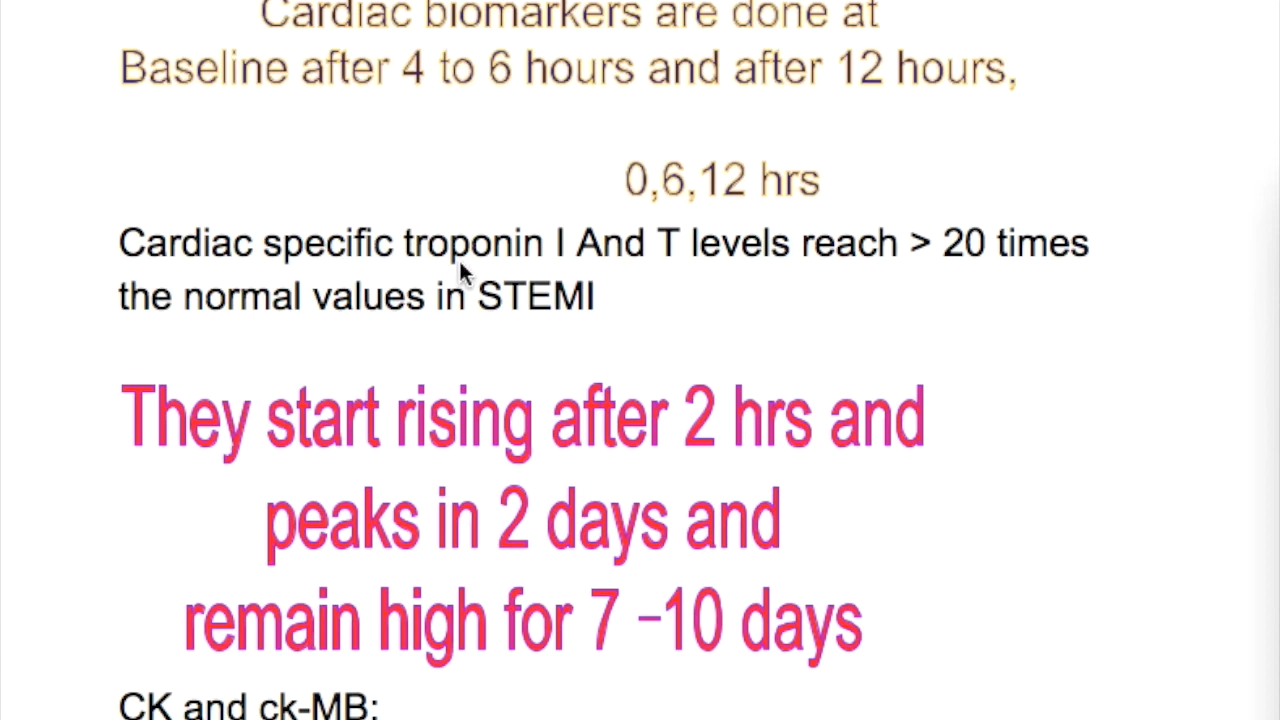 Cardiac biomarkers are done at
Baseline after 4 to 6 hours and after 12 hours,
0,6,12 hrs
Cardiac specific troponin I And T levels reach > 20 times
the normal values in STEMI
They start rising after 2 hrs and
peaks in 2 days and
remain high for 7 –10 days
CK and ck-MB: